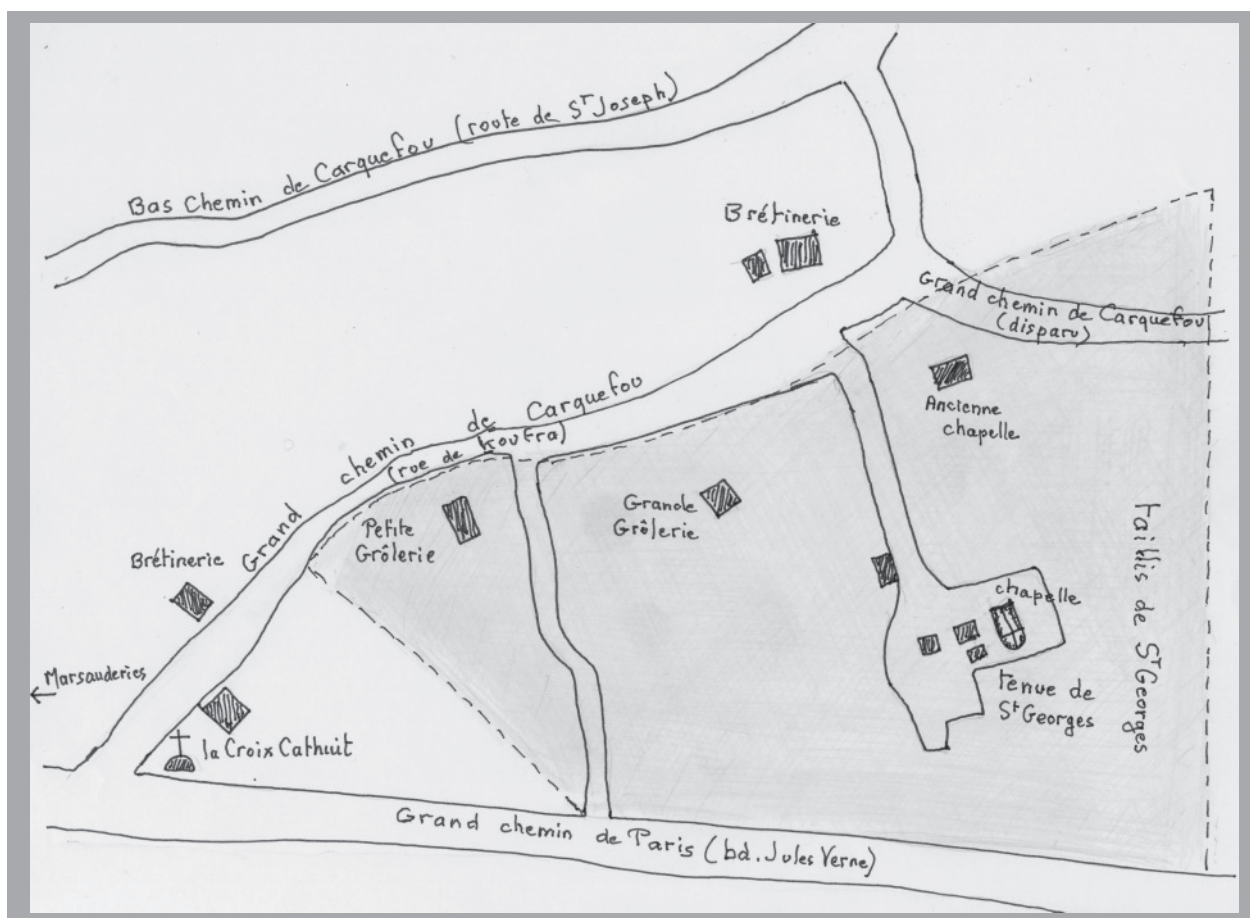 Bas Chemin de Carquefou (route de Sᵀ Joseph)
Brétinerie
Grand chemin de Carquefou
(disparu)
Ancienne
chapelle
Grand chemin de Carquefou
(rue de Koufra)
Petite
Grôlerie
Grande
Grôlerie
Brétinerie
chapelle
Marsauderies
tenue de
Sᵗ Georges
taillis de Sᵀ Georges
la Croix Cathuit
Grand chemin de Paris (bd. Jules Verne)